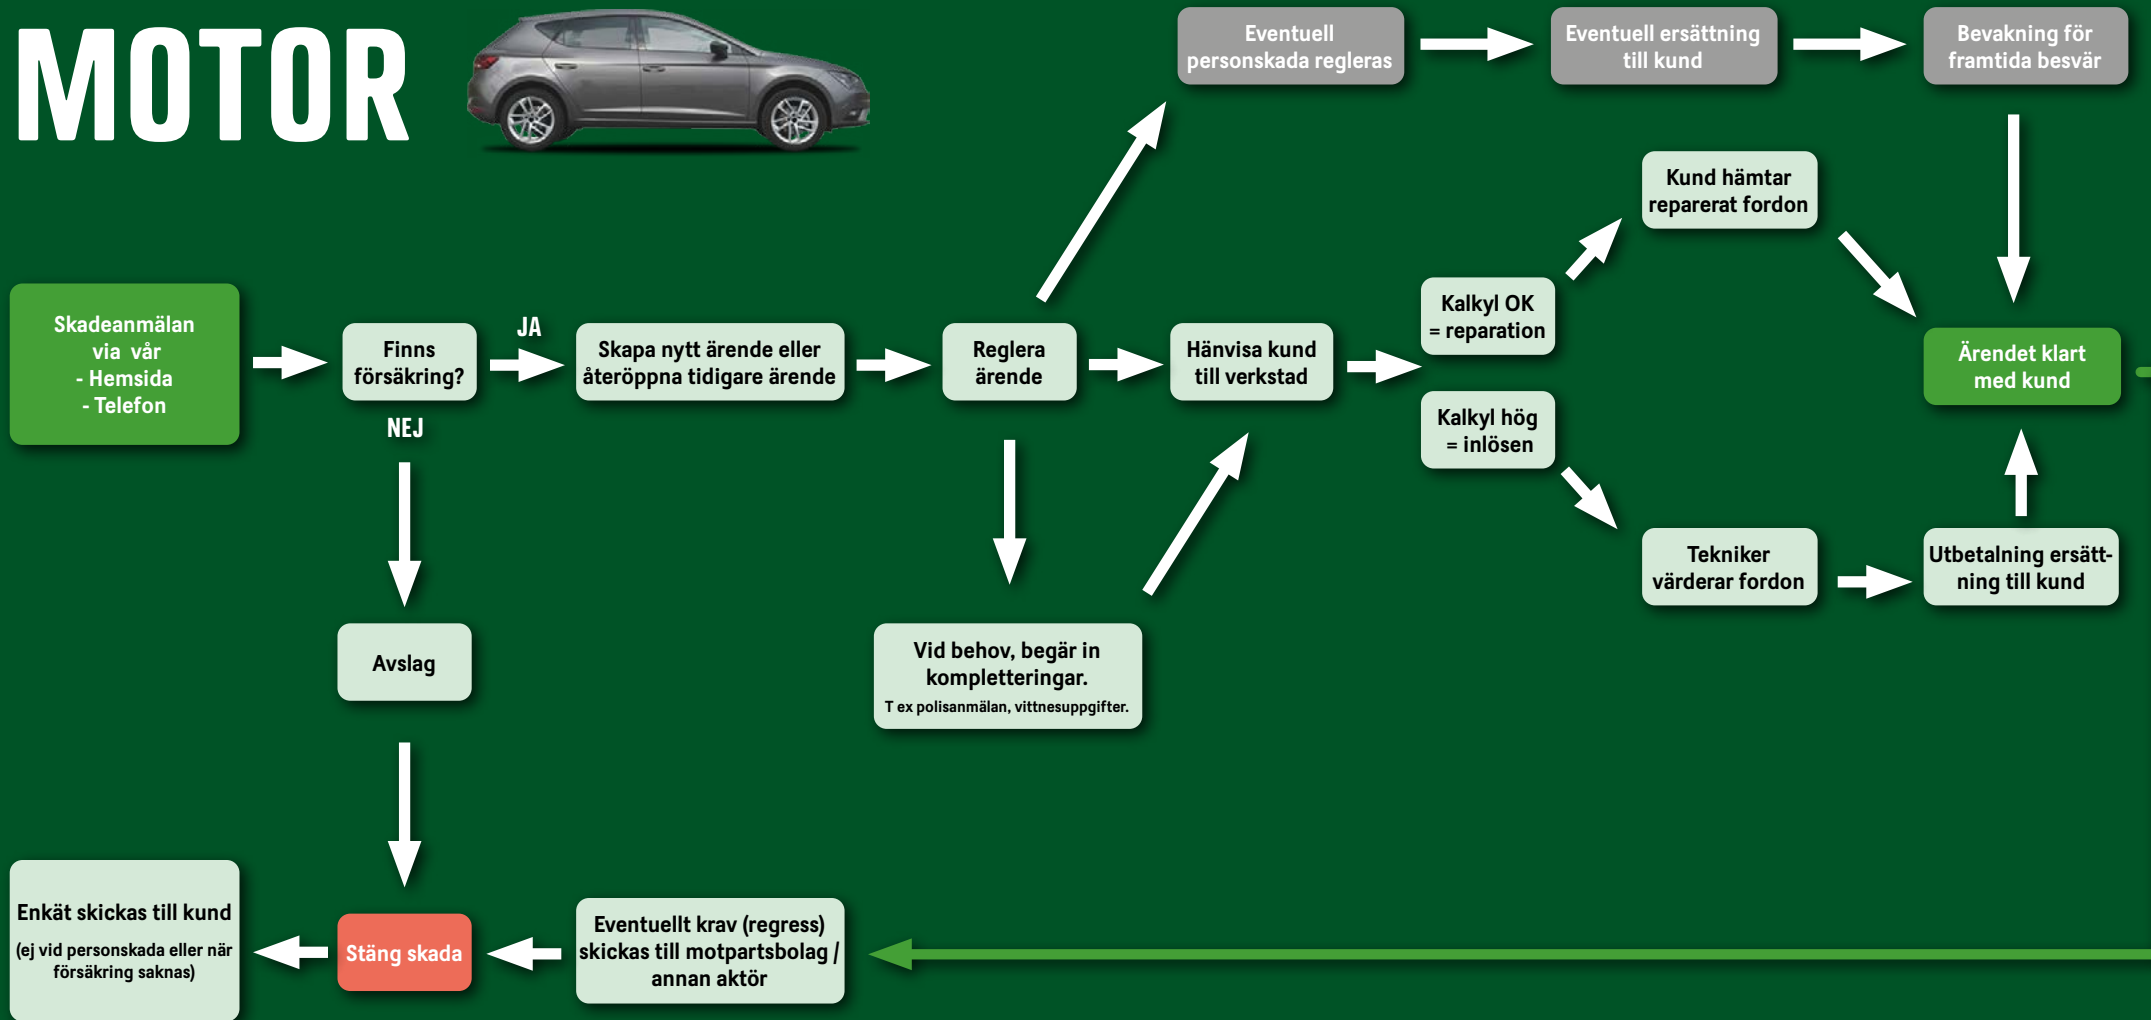 MOTOR
Eventuell
personskada regleras
Eventuell ersättning
till kund
Bevakning för
framtida besvär
Kund hämtar
reparerat fordon
Skadeanmälan
via vår
- Hemsida
- Telefon
Finns
försäkring?
JA
NEJ
Skapa nytt ärende eller
återöppna tidigare ärende
Reglera
ärende
Hänvisa kund
till verkstad
Kalkyl OK
= reparation
Kalkyl hög
= inlösen
Ärendet klart
med kund
Tekniker
värderar fordon
Utbetalning ersätt-
ning till kund
Avslag
Vid behov, begär in
kompletteringar.
T ex polisanmälan, vittnesuppgifter.
Enkät skickas till kund
(ej vid personskada eller när
försäkring saknas)
Stäng skada
Eventuellt krav (regress)
skickas till motpartsbolag /
annan aktör